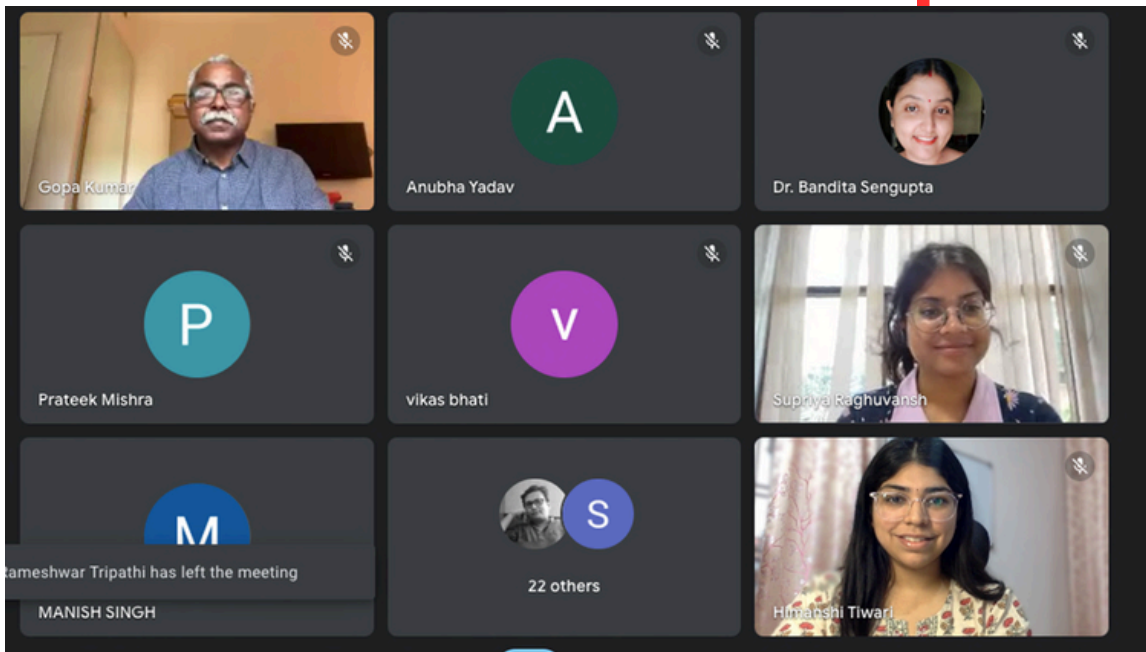 Gopa Kumar
A
Anubha Yadav
Dr. Bandita Sengupta
P
Prateek Mishra
V
vikas bhati
Supriya Raghuvansh
M
Rameshwar Tripathi has left the meeting
MANISH SINGH
S
22 others
Himanshi Tiwari